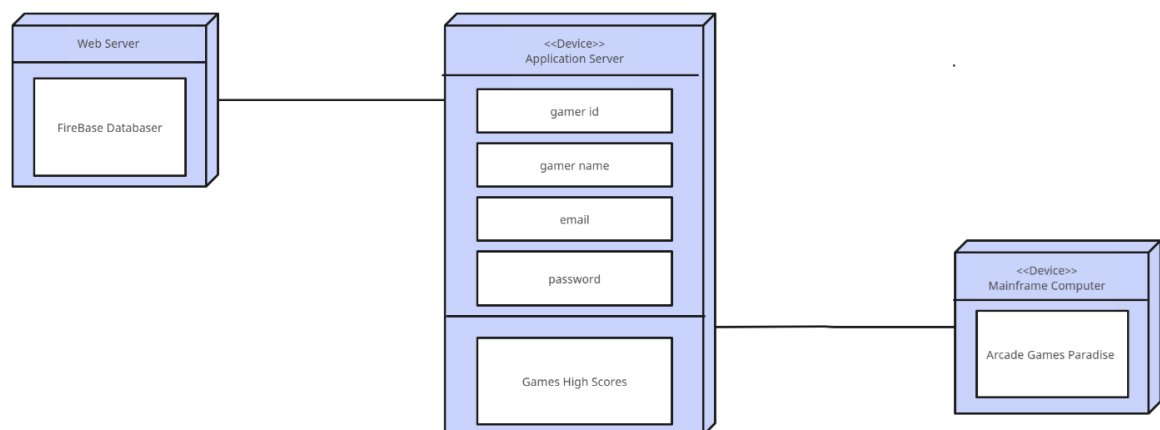 Web Server
FireBase Databaser
<<Device>>
Application Server
gamer id
gamer name
email
password
Games High Scores
<<Device>>
Mainframe Computer
Arcade Games Paradise